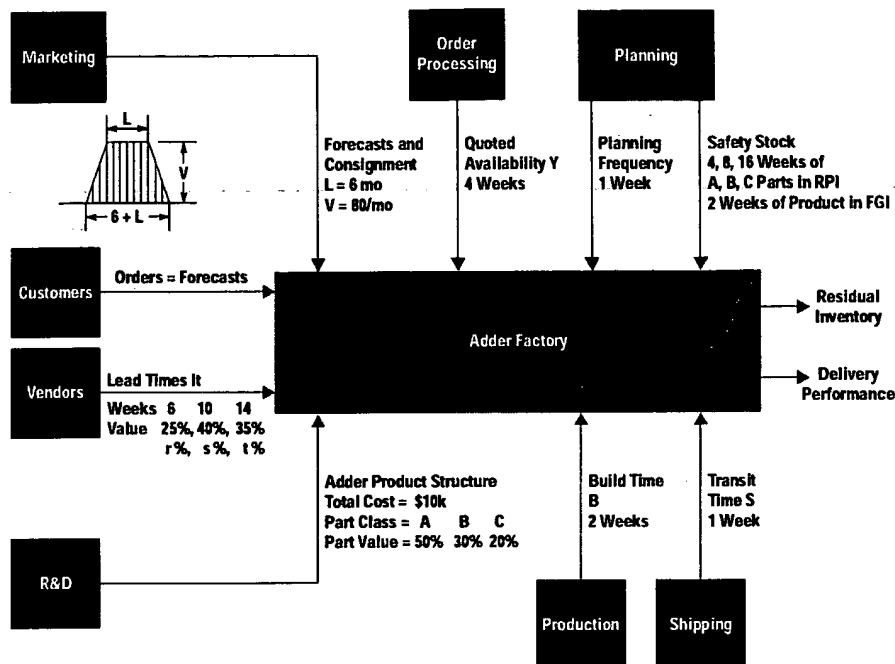 Marketing
Order
Processing
Planning
L
V
6 + L
Forecasts and
Consignment
L = 6 mo
V = 80/mo
Quoted
Availability Y
4 Weeks
Planning
Frequency
1 Week
Safety Stock
4, 8, 16 Weeks of
A, B, C Parts in RPI
2 Weeks of Product in FGI
Customers
Orders = Forecasts
Adder Factory
Residual
Inventory
Vendors
Lead Times lt
Weeks 6 10 14
Value 25%, 40%, 35%
r%, s%, t%
Delivery
Performance
Adder Product Structure
Total Cost = $10k
Part Class = A B C
Part Value = 50% 30% 20%
Build Time
B
2 Weeks
Transit
Time S
1 Week
R&D
Production
Shipping